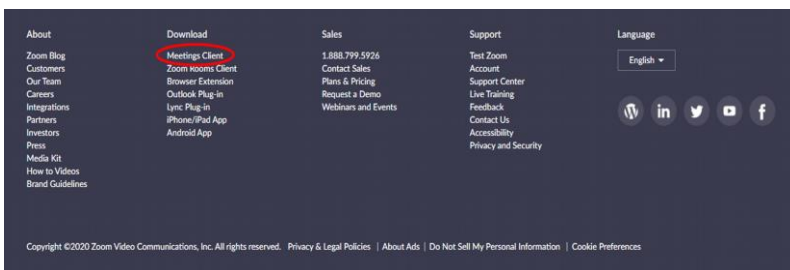 About
Zoom Blog
Customers
Our Team
Careers
Integrations
Partners
Investors
Press
Media Kit
How to Videos
Brand Guidelines
Download
Meetings Client
Zoom Rooms Client
Browser Extension
Outlook Plug-in
Lync Plug-in
iPhone/iPad App
Android App
Sales
1.888.799.5926
Contact Sales
Plans & Pricing
Request a Demo
Webinars and Events
Support
Test Zoom
Account
Support Center
Live Training
Feedback
Contact Us
Accessibility
Privacy and Security
Language
English
Copyright ©2020 Zoom Video Communications, Inc. All rights reserved. Privacy & Legal Policies | About Ads | Do Not Sell My Personal Information | Cookie Preferences